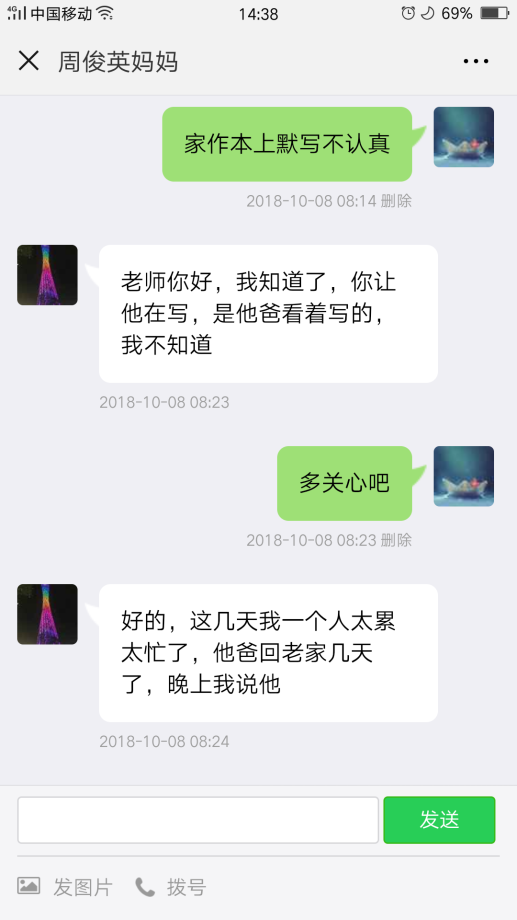 4G 中国移动 14:38 69%
周俊英妈妈
家作本上默写不认真
2018-10-08 08:14 删除
老师你好，我知道了，你让
他在写，是他爸看着写的，
我不知道
2018-10-08 08:23
多关心吧
2018-10-08 08:23 删除
好的，这几天我一个人太累
太忙了，他爸回老家几天
了，晚上我说他
2018-10-08 08:24
发送
发图片 拨号